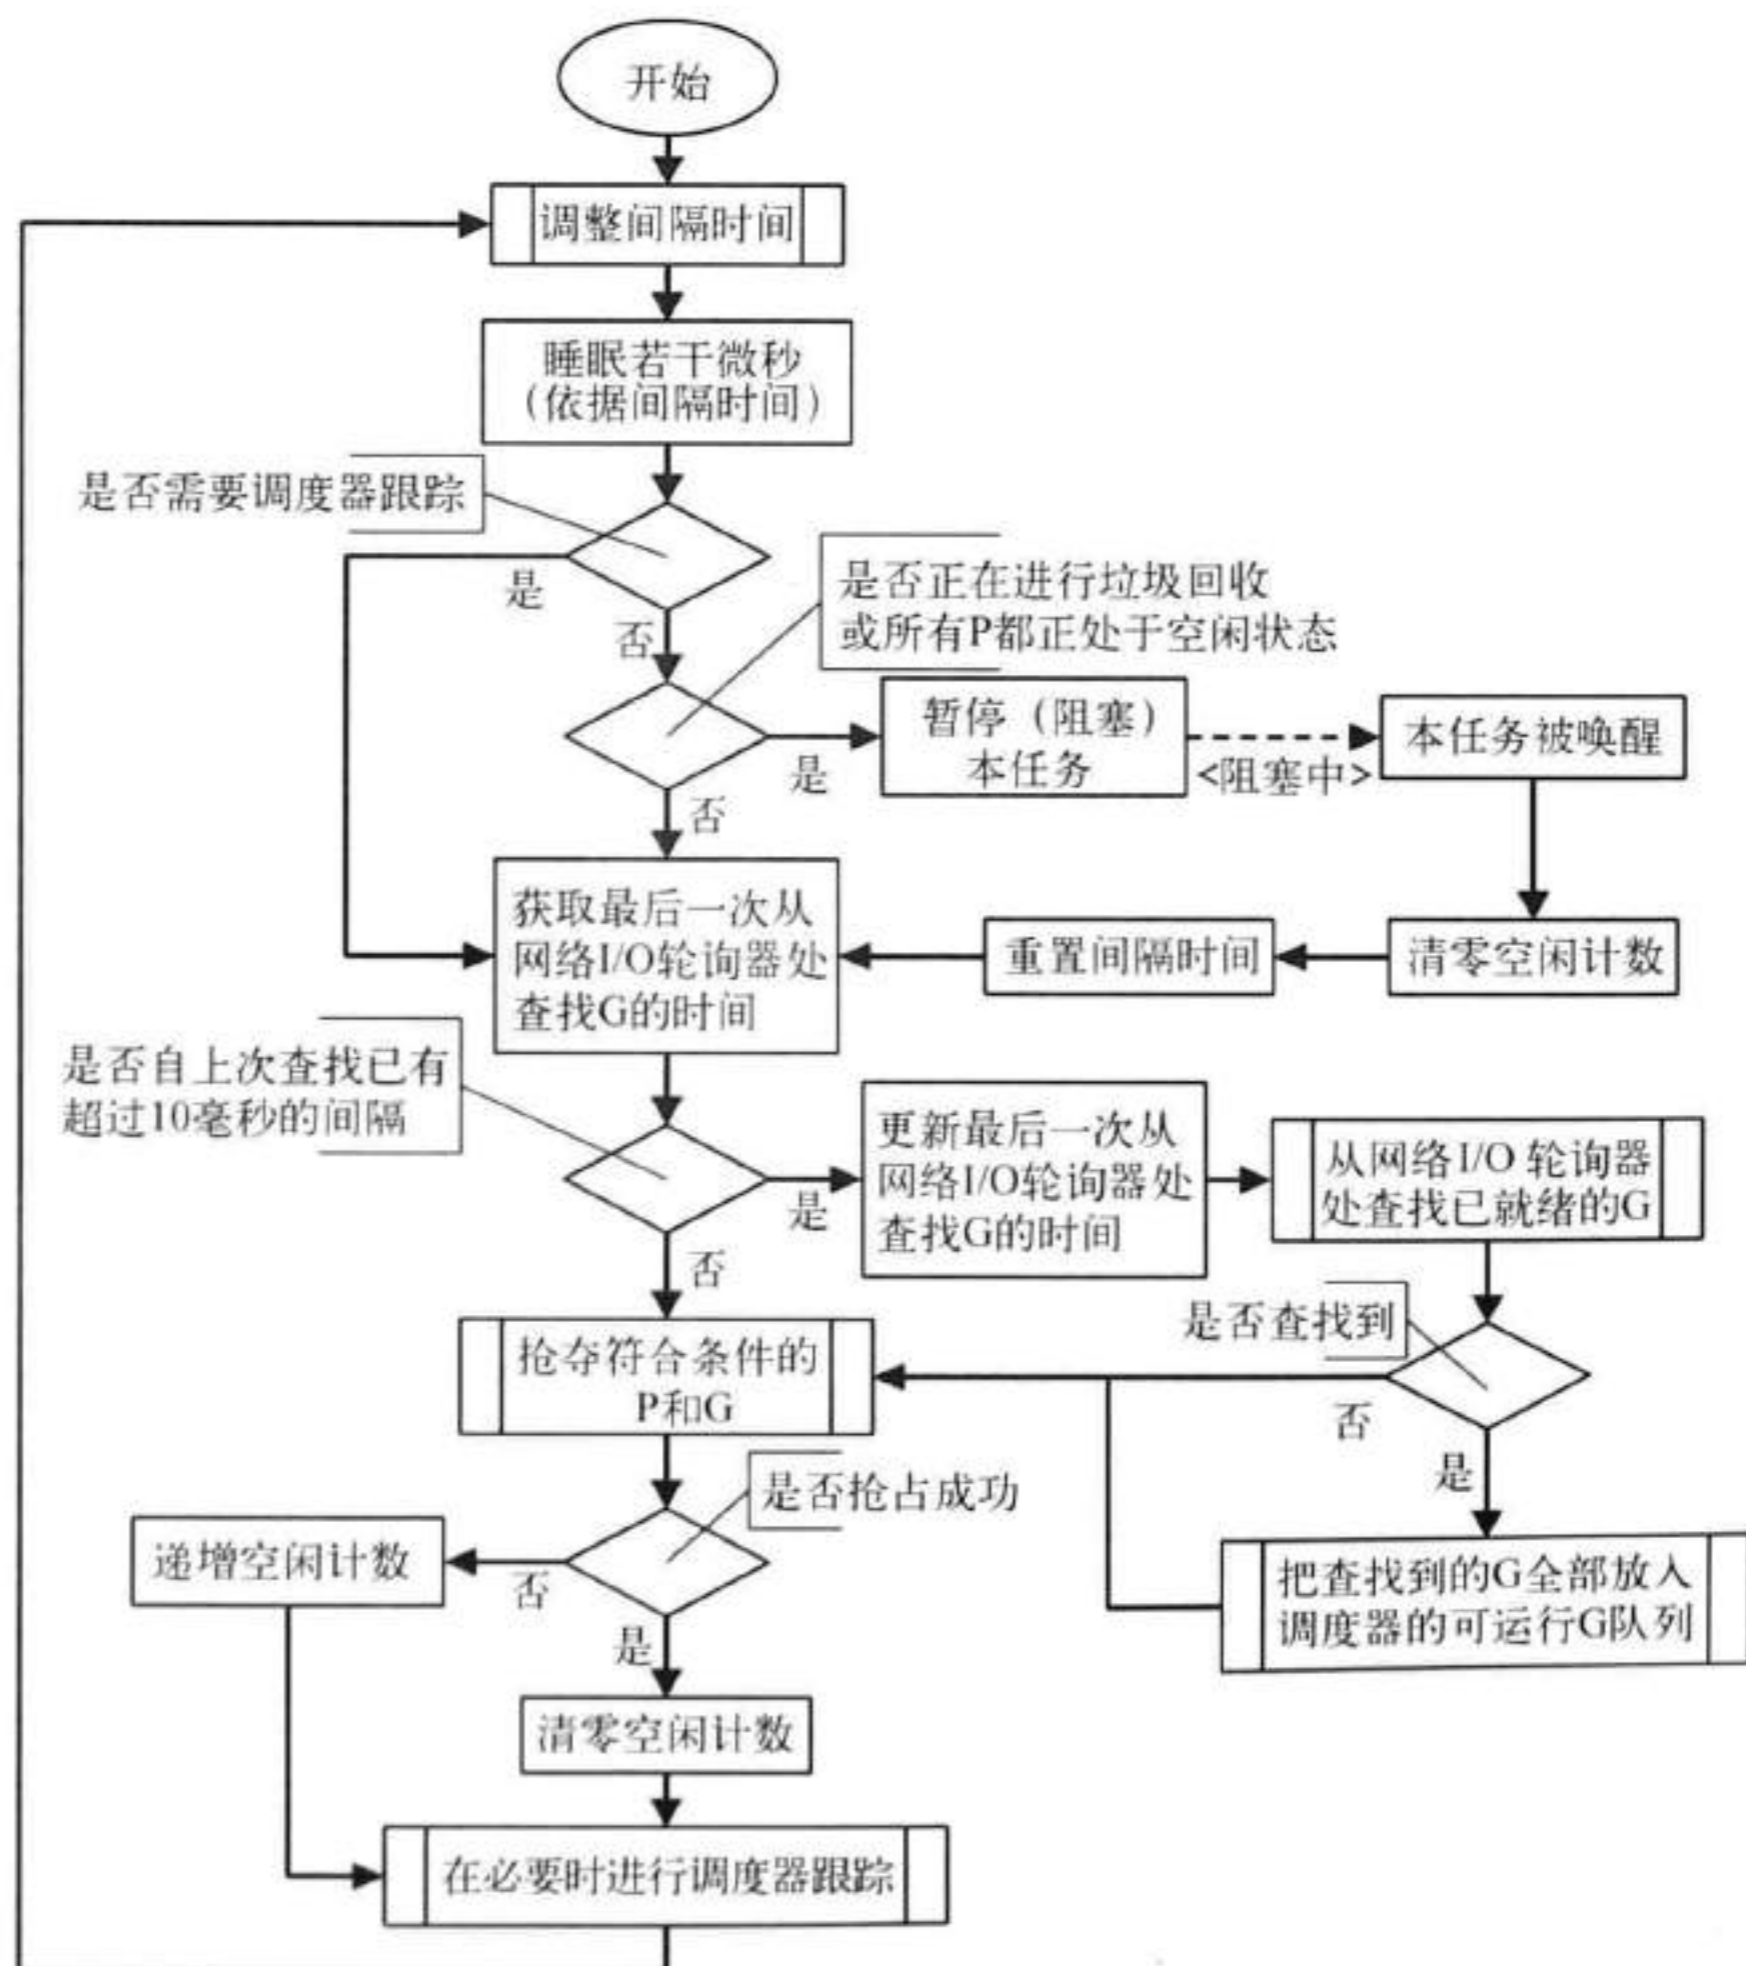 开始
调整间隔时间
睡眠若干微秒
(依据间隔时间)
是否需要调度器跟踪
是
否
是否正在进行垃圾回收
或所有P都正处于空闲状态
暂停（阻塞）
本任务
<阻塞中>
本任务被唤醒
是
否
获取最后一次从
网络I/O轮询器处
查找G的时间
重置间隔时间
清零空闲计数
是否自上次查找已有
超过10毫秒的间隔
更新最后一次从
网络I/O轮询器处
查找G的时间
从网络I/O 轮询器
处查找已就绪的G
是
否
是否查找到
抢夺符合条件的
P和G
否
是
是否抢占成功
递增空闲计数
否
是
把查找到的G全部放入
调度器的可运行G队列
清零空闲计数
在必要时进行调度器跟踪